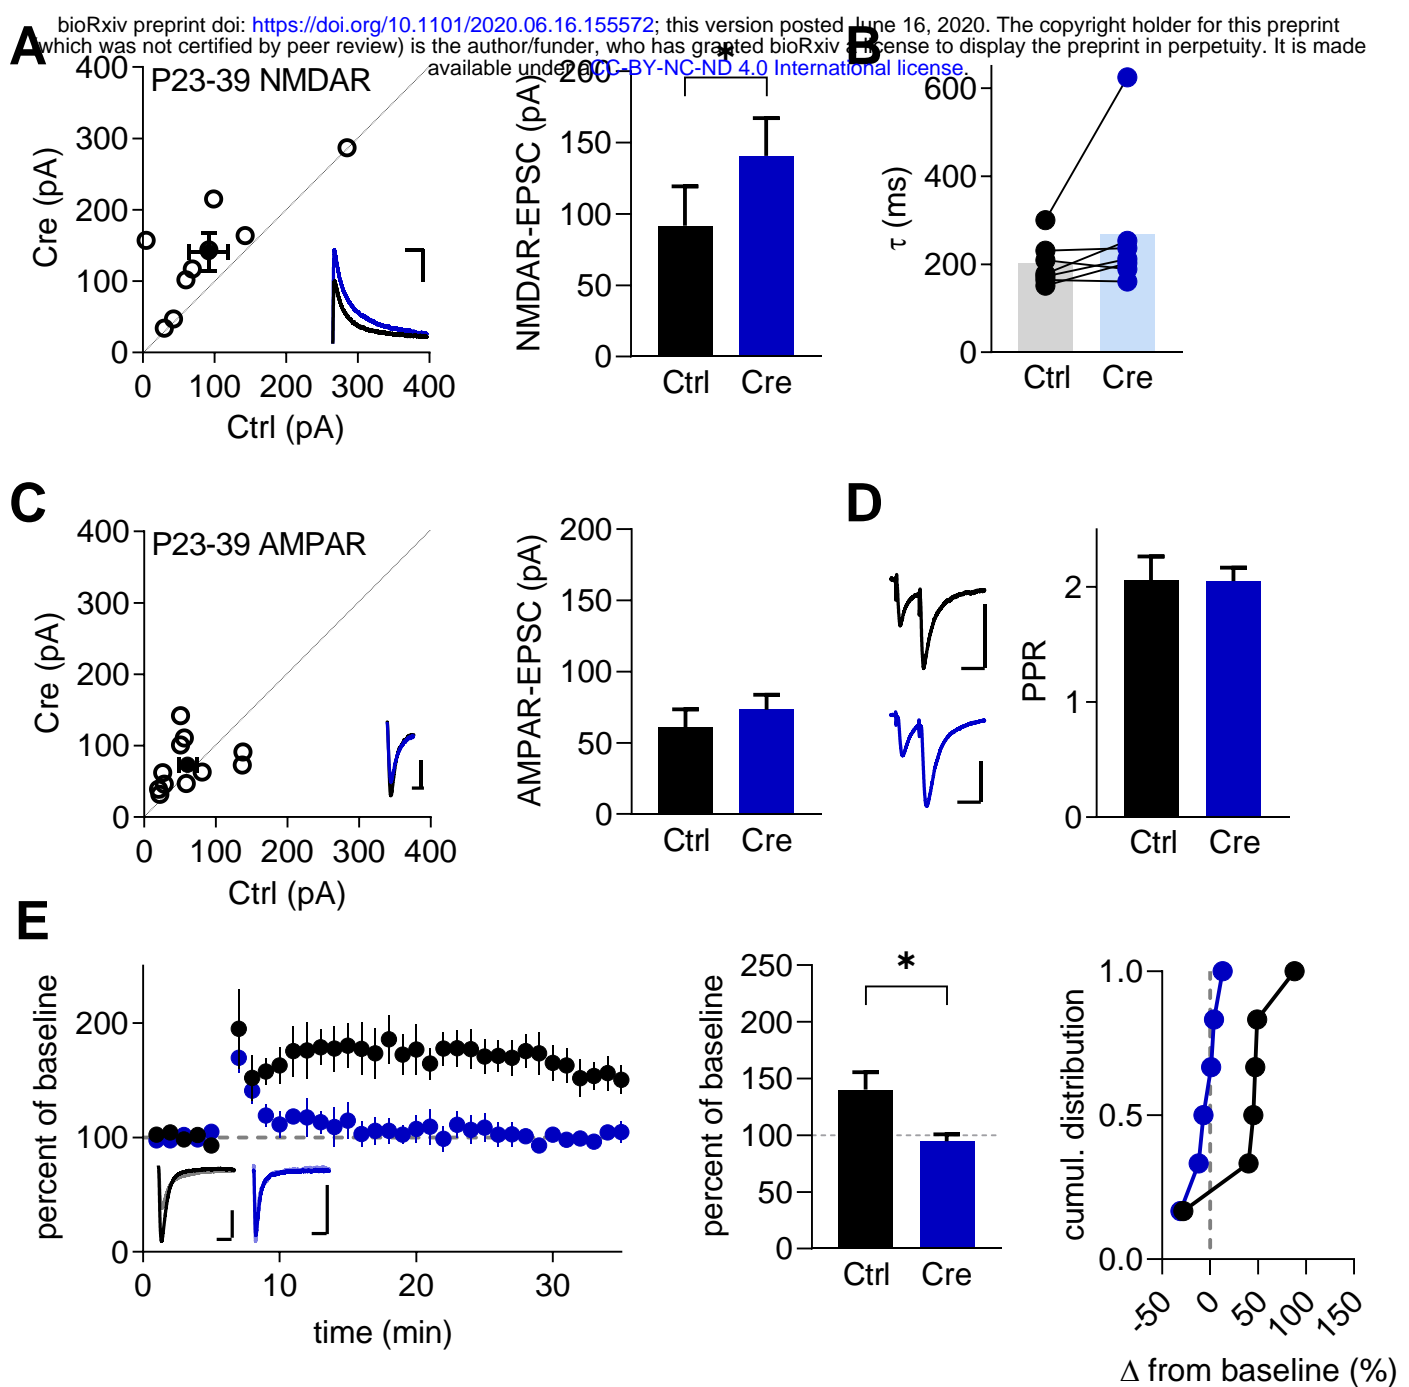 bioRxiv preprint doi: https://doi.org/10.1101/2020.06.16.155572; this version posted June 16, 2020. The copyright holder for this preprint
(which was not certified by peer review) is the author/funder, who has granted bioRxiv a license to display the preprint in perpetuity. It is made
available under aCC-BY-NC-ND 4.0 International license.
A
P23-39 NMDAR
Cre (pA)
400
300
200
100
0
0 100 200 300 400
Ctrl (pA)
NMDAR-EPSC (pA)
200
150
100
50
0
*
Ctrl Cre
B
τ (ms)
600
400
200
0
Ctrl Cre
C
P23-39 AMPAR
Cre (pA)
400
300
200
100
0
0 100 200 300 400
Ctrl (pA)
AMPAR-EPSC (pA)
200
150
100
50
0
Ctrl Cre
D
PPR
2
1
0
Ctrl Cre
E
percent of baseline
200
100
0
0 10 20 30
time (min)
percent of baseline
250
200
150
100
50
0
*
Ctrl Cre
cumul. distribution
1.0
0.5
0.0
-50 0 50 100 150
Δ from baseline (%)